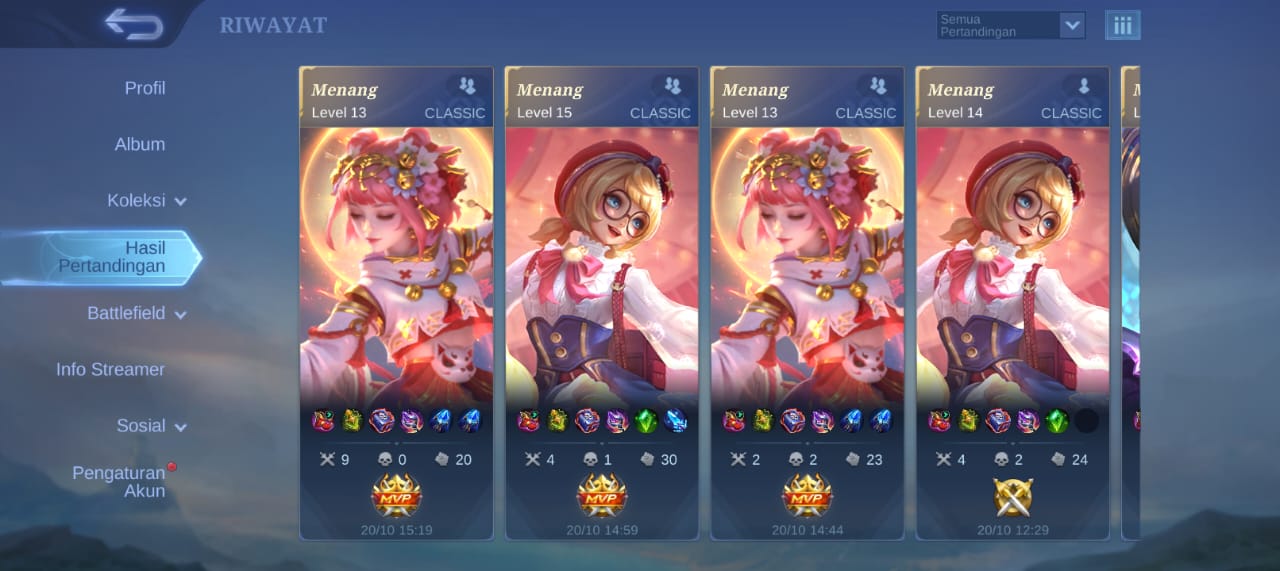 RIWAYAT
Semua
Pertandingan
Profil
Album
Koleksi
Hasil
Pertandingan
Battlefield
Info Streamer
Sosial
Pengaturan
Akun
Menang
Level 13
CLASSIC
9
0
20
MVP
20/10 15:19
Menang
Level 15
CLASSIC
4
1
30
MVP
20/10 14:59
Menang
Level 13
CLASSIC
2
2
23
MVP
20/10 14:44
Menang
Level 14
CLASSIC
4
2
24
20/10 12:29